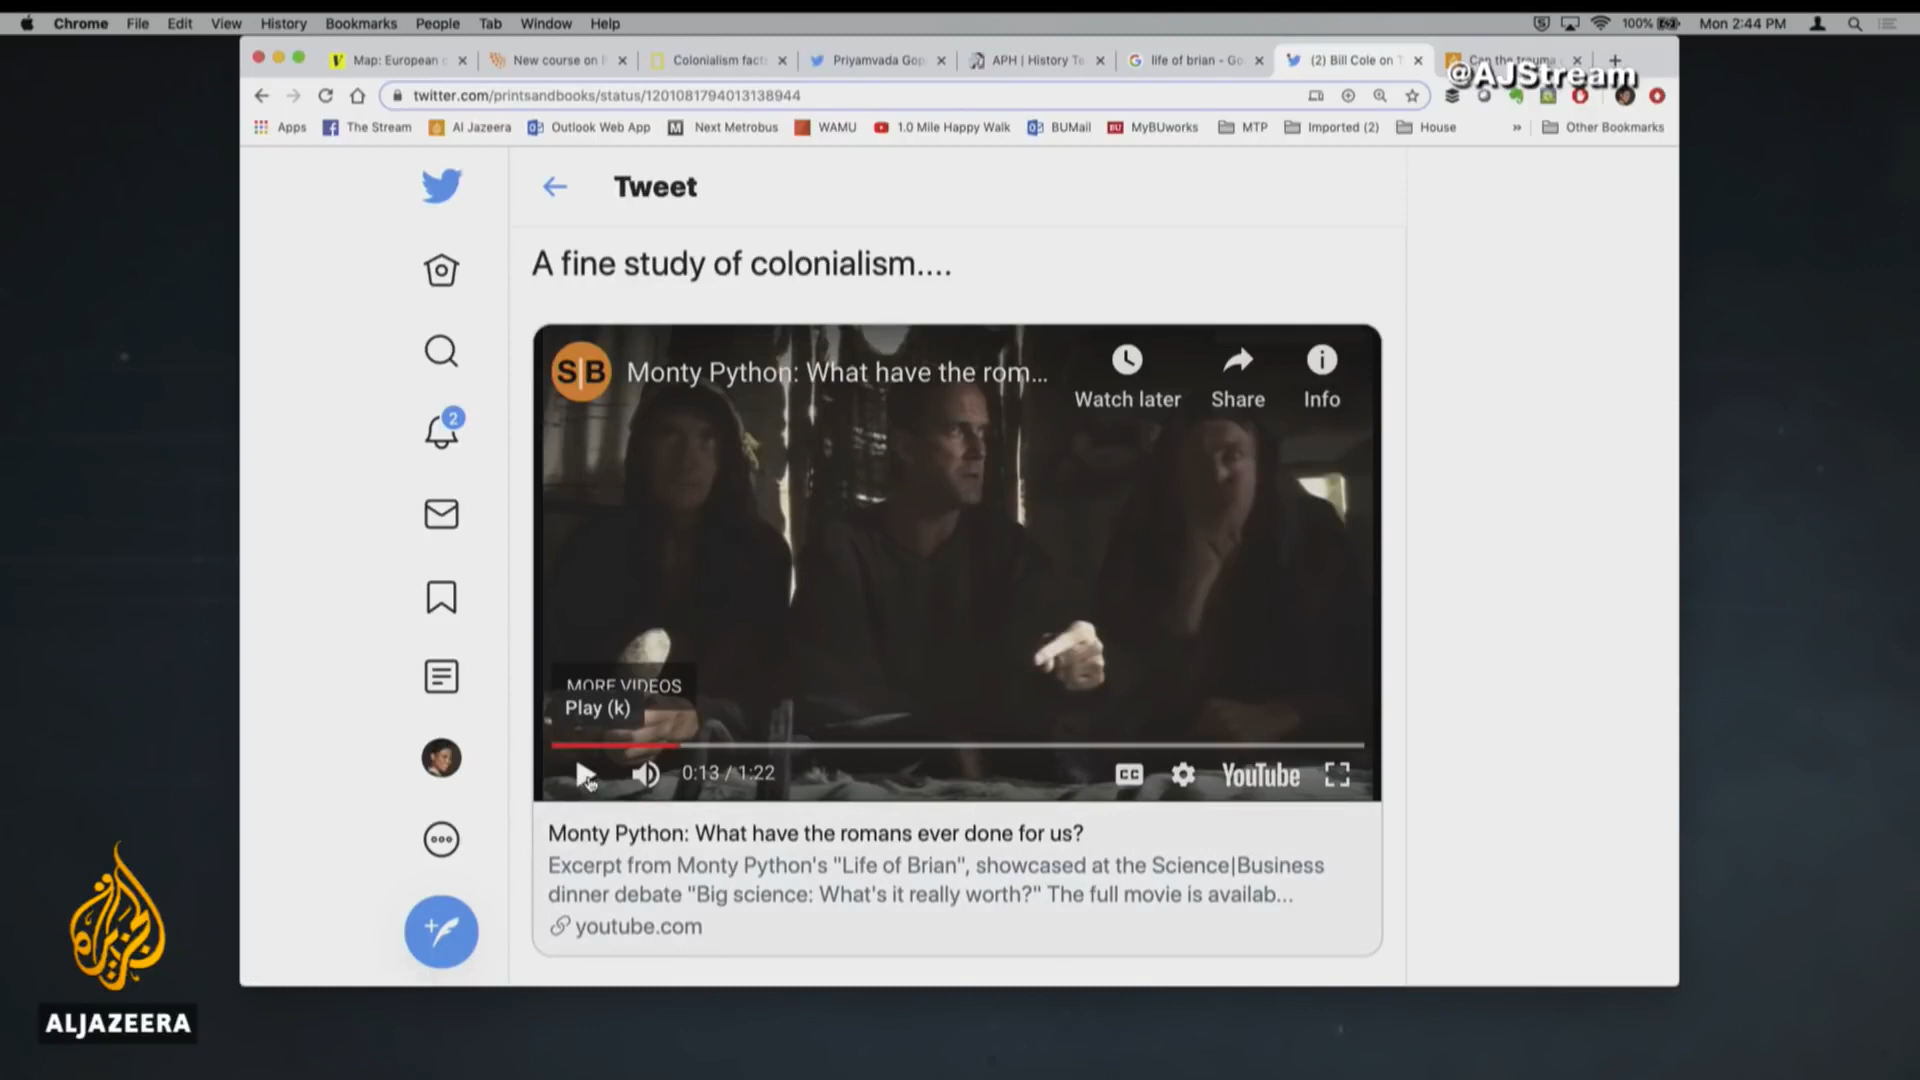 Chrome File Edit View History Bookmarks People Tab Window Help 100% Mon 2:44 PM
Map: European c New course on Colonialism fact Priyamvada Gop APH | History Te life of brian - Go (2) Bill Cole on T Can the trauma
@AJStream
twitter.com/printsandbooks/status/1201081794013138944
Apps The Stream Al Jazeera Outlook Web App Next Metrobus WAMU 1.0 Mile Happy Walk BUMail MyBUworks MTP Imported (2) House » Other Bookmarks
Tweet
A fine study of colonialism....
S|B Monty Python: What have the rom...
Watch later Share Info
2
MORE VIDEOS
Play (k)
0:13 / 1:22 CC YouTube
Monty Python: What have the romans ever done for us?
Excerpt from Monty Python's "Life of Brian", showcased at the Science|Business
dinner debate "Big science: What's it really worth?" The full movie is availab...
youtube.com
الجزيرة
ALJAZEERA